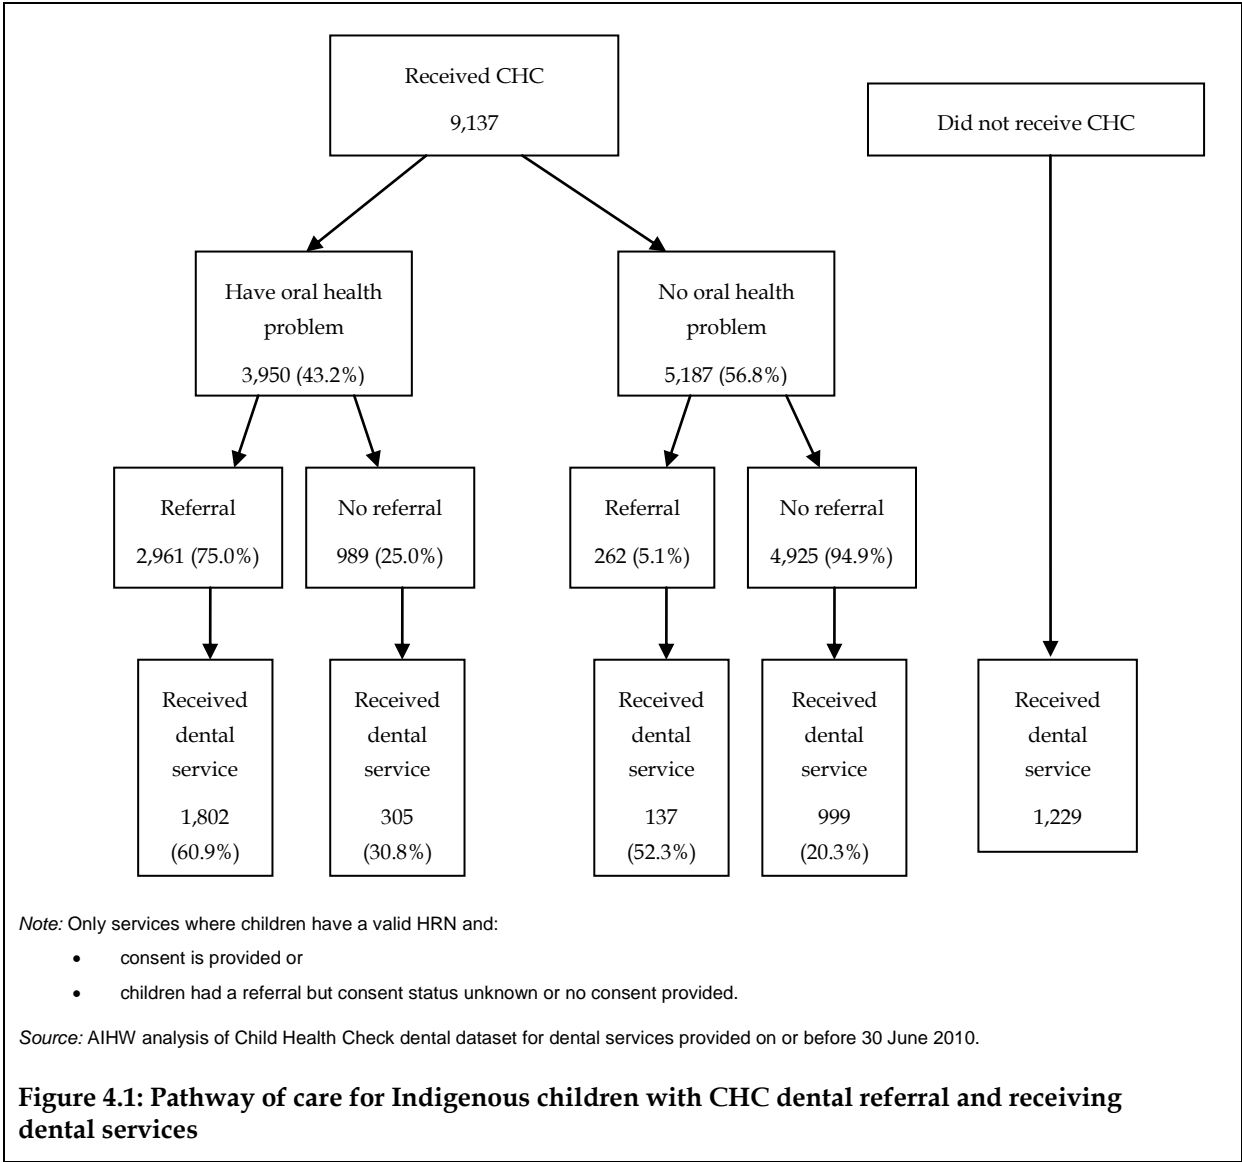 Received CHC
9,137
Did not receive CHC
Have oral health
problem
3,950 (43.2%)
No oral health
problem
5,187 (56.8%)
Referral
2,961 (75.0%)
No referral
989 (25.0%)
Referral
262 (5.1%)
No referral
4,925 (94.9%)
Received
dental
service
1,802
(60.9%)
Received
dental
service
305
(30.8%)
Received
dental
service
137
(52.3%)
Received
dental
service
999
(20.3%)
Received
dental
service
1,229
Note: Only services where children have a valid HRN and:
• consent is provided or
• children had a referral but consent status unknown or no consent provided.
Source: AIHW analysis of Child Health Check dental dataset for dental services provided on or before 30 June 2010.
Figure 4.1: Pathway of care for Indigenous children with CHC dental referral and receiving
dental services